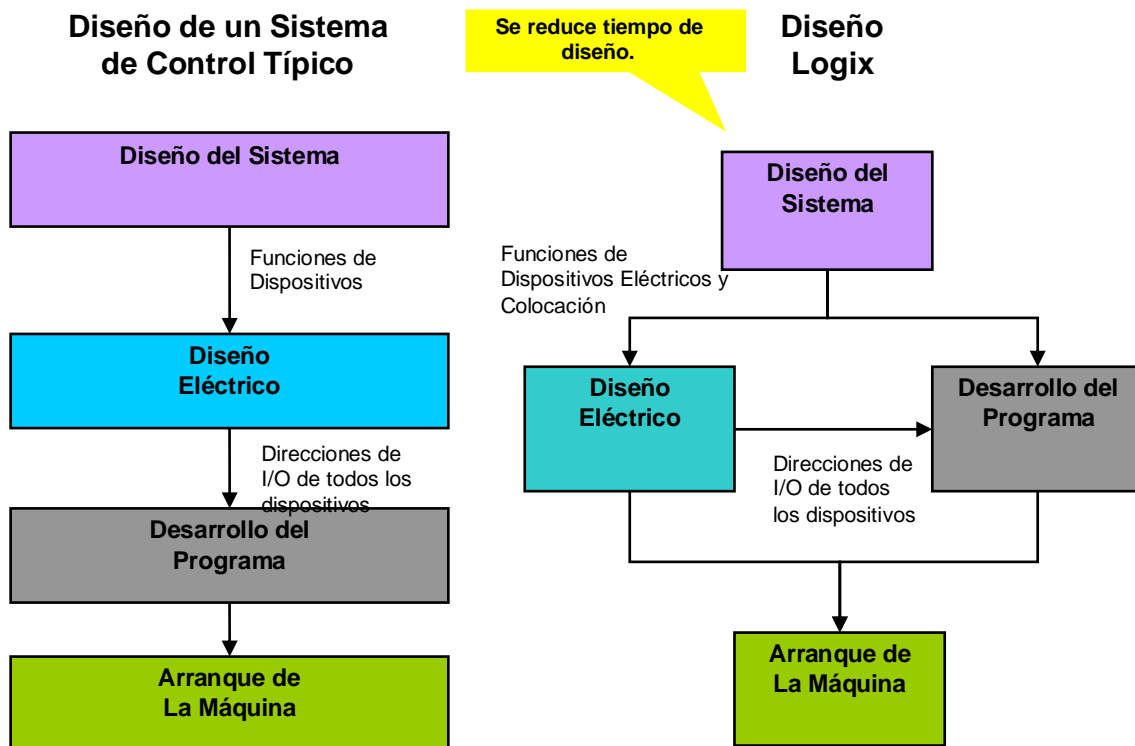 Diseño de un Sistema
de Control Típico
Diseño del Sistema
Funciones de
Dispositivos
Diseño
Eléctrico
Direcciones de
I/O de todos los
dispositivos
Desarrollo del
Programa
Arranque de
La Máquina
Se reduce tiempo de
diseño.
Diseño
Logix
Diseño del
Sistema
Funciones de
Dispositivos Eléctricos y
Colocación
Diseño
Eléctrico
Desarrollo del
Programa
Direcciones de
I/O de todos
los dispositivos
Arranque de
La Máquina